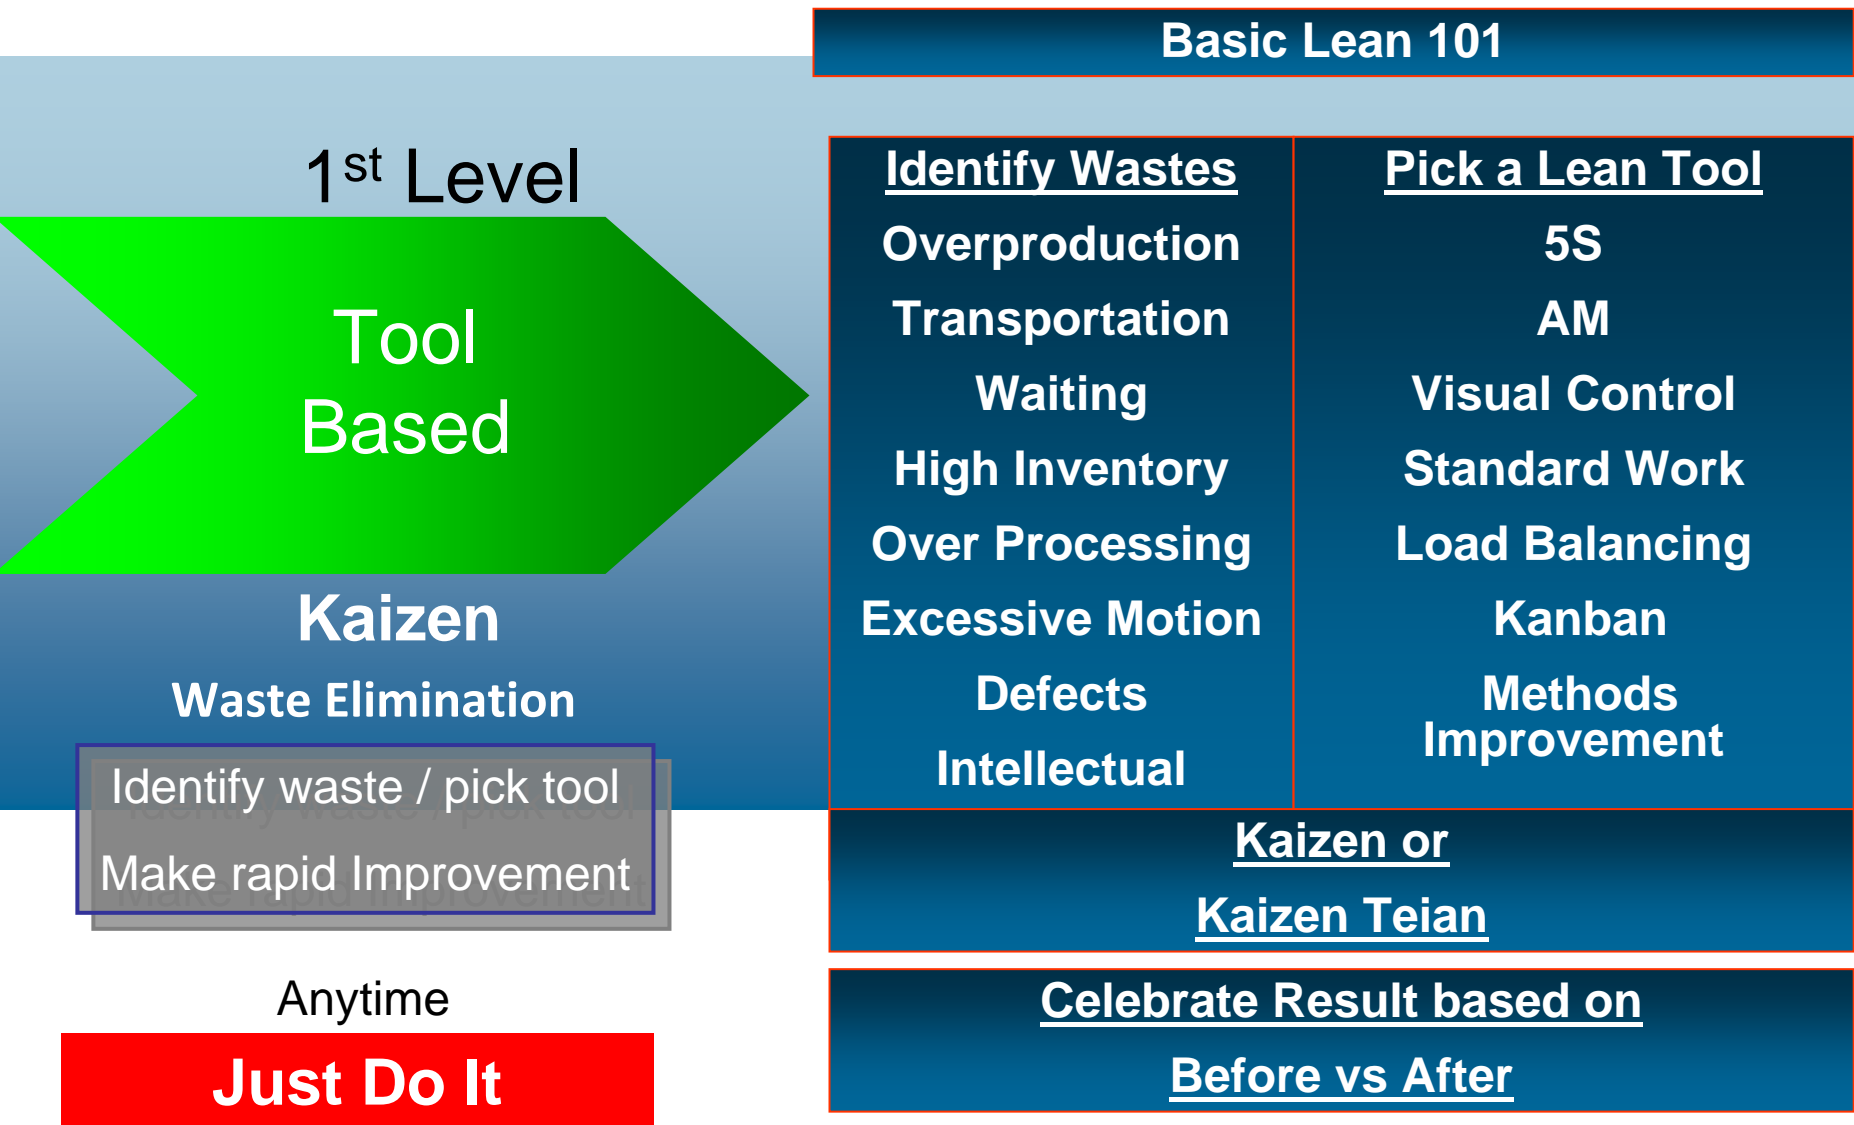 Basic Lean 101
1st Level
Tool
Based
Kaizen
Waste Elimination
Identify waste / pick tool
Make rapid Improvement
Anytime
Just Do It
Identify Wastes
Overproduction
Transportation
Waiting
High Inventory
Over Processing
Excessive Motion
Defects
Intellectual
Pick a Lean Tool
5S
AM
Visual Control
Standard Work
Load Balancing
Kanban
Methods
Improvement
Kaizen or
Kaizen Teian
Celebrate Result based on
Before vs After